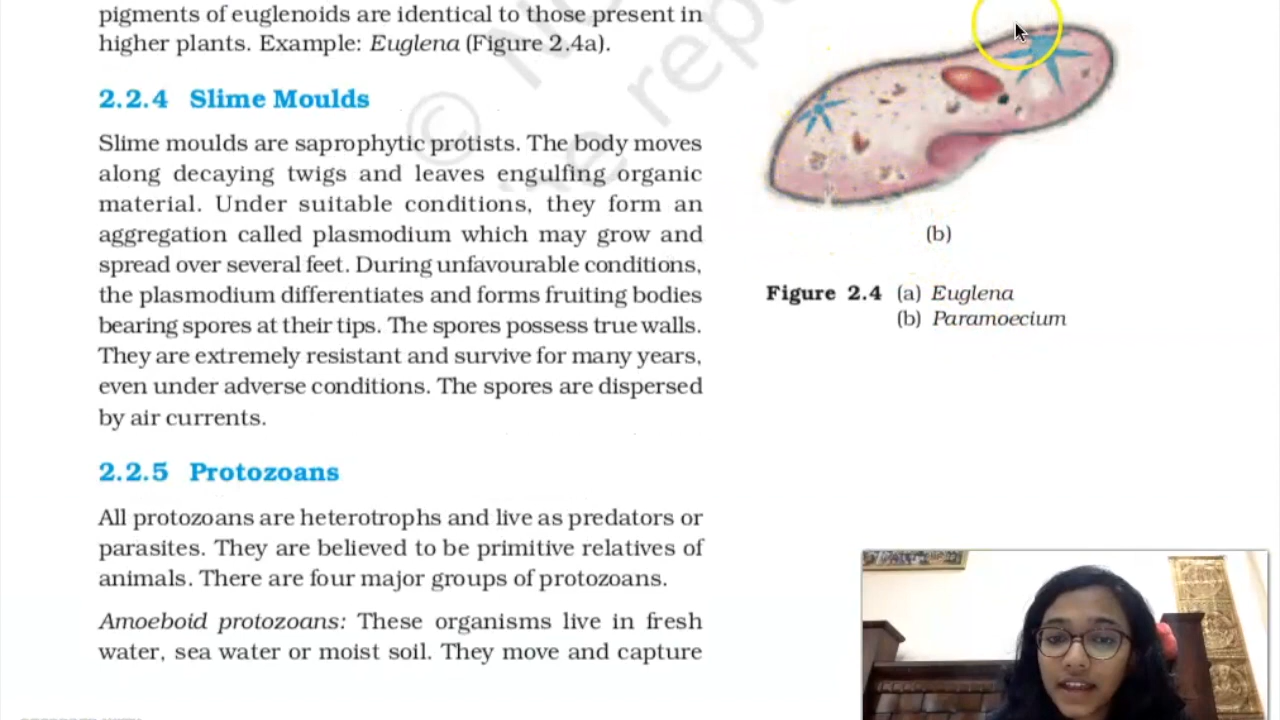 pigments of euglenoids are identical to those present in
higher plants. Example: Euglena (Figure 2.4a).
2.2.4 Slime Moulds
Slime moulds are saprophytic protists. The body moves
along decaying twigs and leaves engulfing organic
material. Under suitable conditions, they form an
aggregation called plasmodium which may grow and
spread over several feet. During unfavourable conditions,
the plasmodium differentiates and forms fruiting bodies
bearing spores at their tips. The spores possess true walls.
They are extremely resistant and survive for many years,
even under adverse conditions. The spores are dispersed
by air currents.
2.2.5 Protozoans
All protozoans are heterotrophs and live as predators or
parasites. They are believed to be primitive relatives of
animals. There are four major groups of protozoans.
Amoeboid protozoans: These organisms live in fresh
water, sea water or moist soil. They move and capture
(b)
Figure 2.4 (a) Euglena
(b) Paramoecium